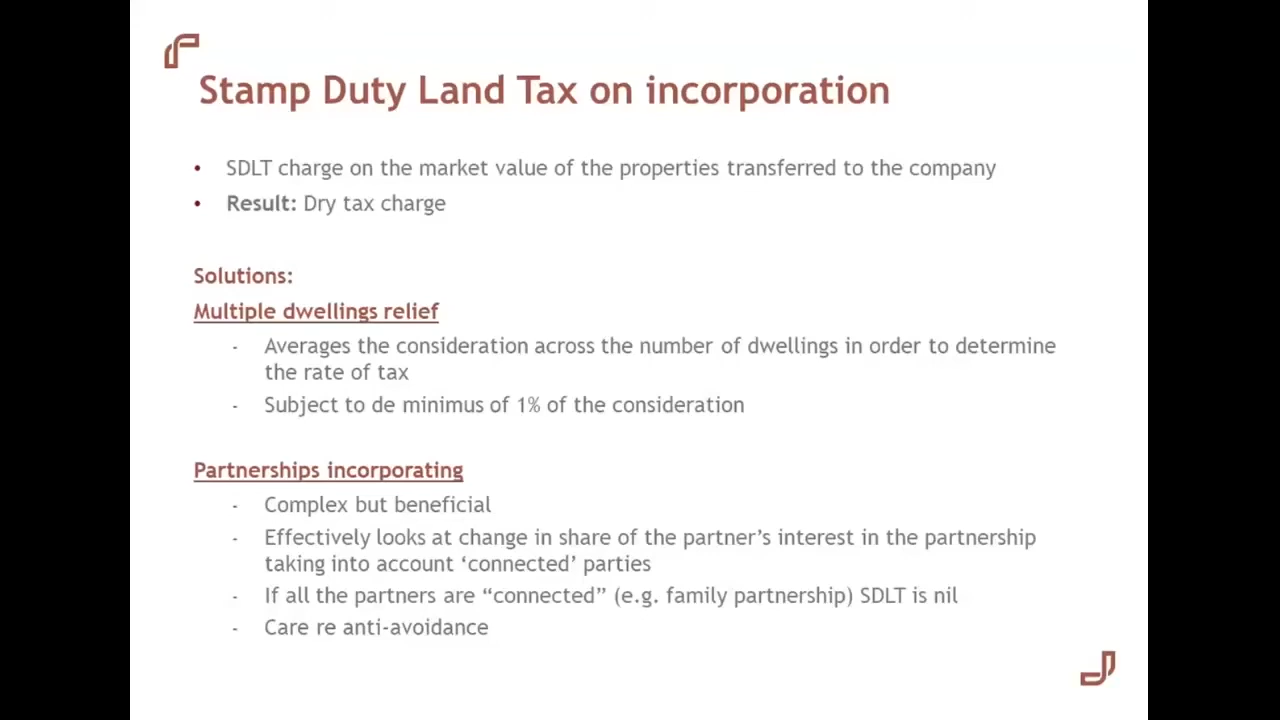 Stamp Duty Land Tax on incorporation
• SDLT charge on the market value of the properties transferred to the company
• Result: Dry tax charge
Solutions:
Multiple dwellings relief
- Averages the consideration across the number of dwellings in order to determine
the rate of tax
- Subject to de minimus of 1% of the consideration
Partnerships incorporating
- Complex but beneficial
- Effectively looks at change in share of the partner’s interest in the partnership
taking into account ‘connected’ parties
- If all the partners are “connected” (e.g. family partnership) SDLT is nil
- Care re anti-avoidance